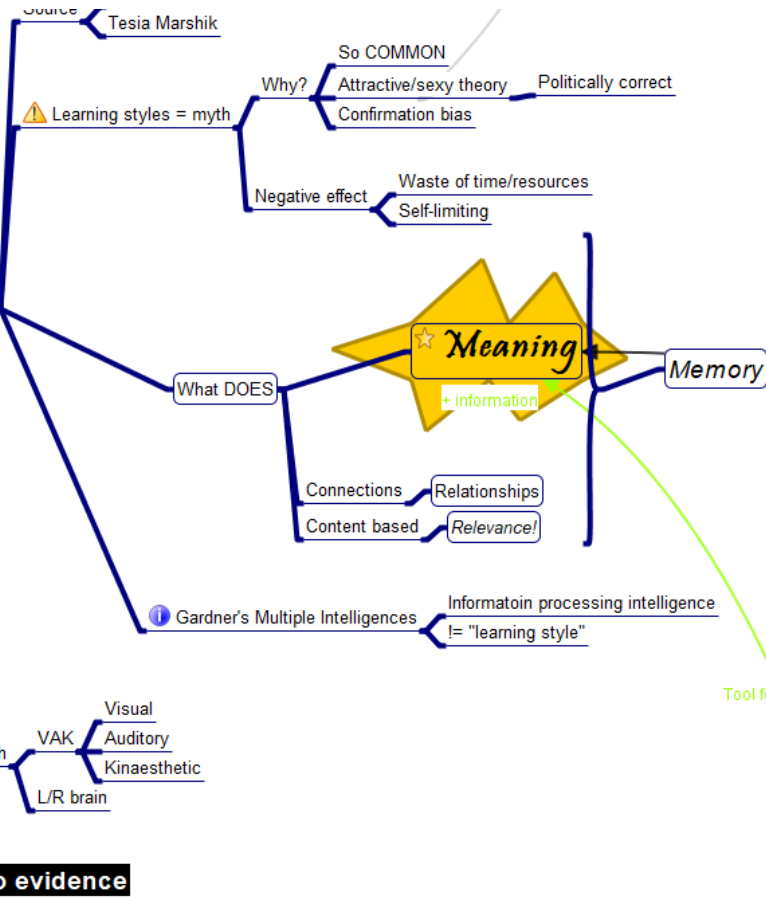 Source
Tesia Marshik
So COMMON
Why?
Attractive/sexy theory
Politically correct
Learning styles = myth
Confirmation bias
Negative effect
Waste of time/resources
Self-limiting
Meaning
Memory
What DOES
+ information
Connections
Relationships
Content based
Relevance!
Gardner's Multiple Intelligences
Informatoin processing intelligence
!= "learning style"
Tool
Visual
VAK
Auditory
Kinaesthetic
L/R brain
evidence